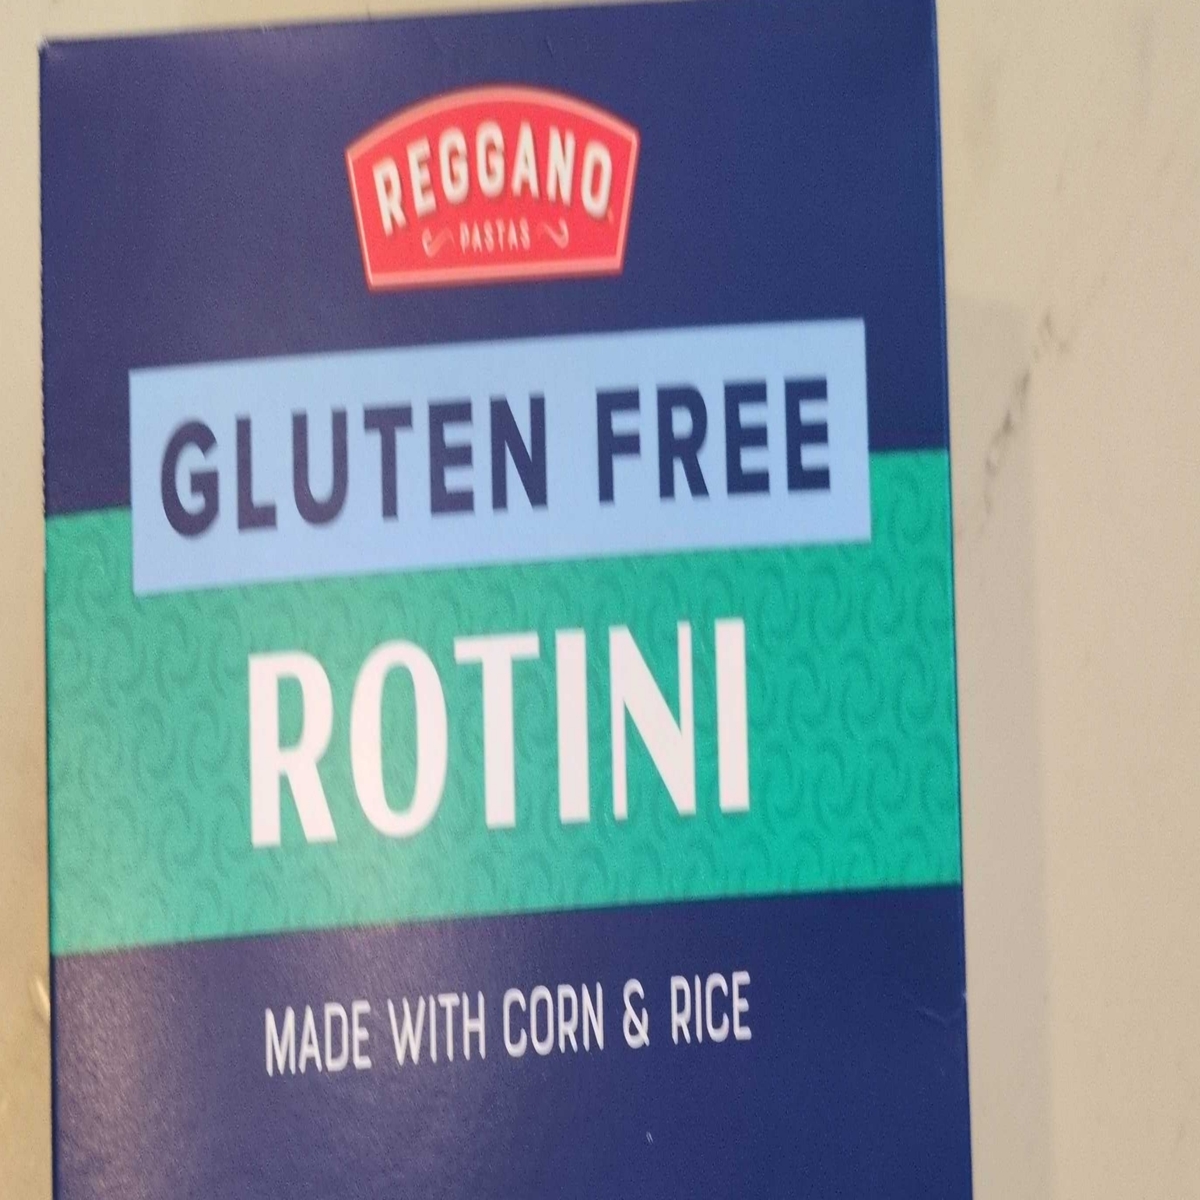 REGGANO
PASTAS
GLUTEN FREE
ROTINI
MADE WITH CORN & RICE